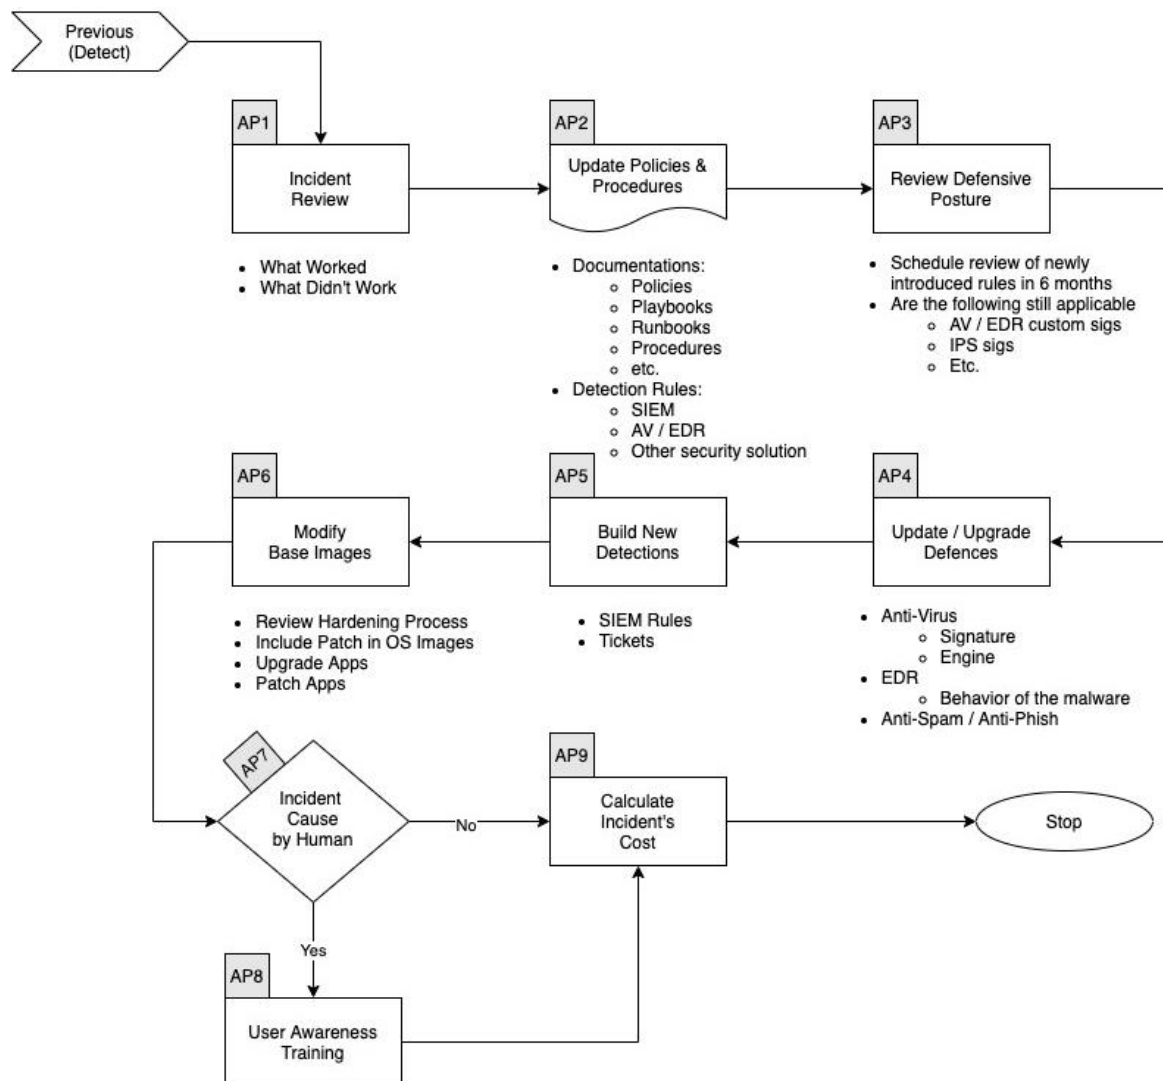 Previous
(Detect)
AP1
Incident
Review
What Worked
What Didn't Work
AP2
Update Policies &
Procedures
Documentations:
Policies
Playbooks
Runbooks
Procedures
etc.
Detection Rules:
SIEM
AV / EDR
Other security solution
AP3
Review Defensive
Posture
Schedule review of newly
introduced rules in 6 months
Are the following still applicable
AV / EDR custom sigs
IPS sigs
Etc.
AP4
Update / Upgrade
Defences
Anti-Virus
Signature
Engine
EDR
Behavior of the malware
Anti-Spam / Anti-Phish
AP5
Build New
Detections
SIEM Rules
Tickets
AP6
Modify
Base Images
Review Hardening Process
Include Patch in OS Images
Upgrade Apps
Patch Apps
AP7
Incident
Cause
by Human
No
Yes
AP8
User Awareness
Training
AP9
Calculate
Incident's
Cost
Stop